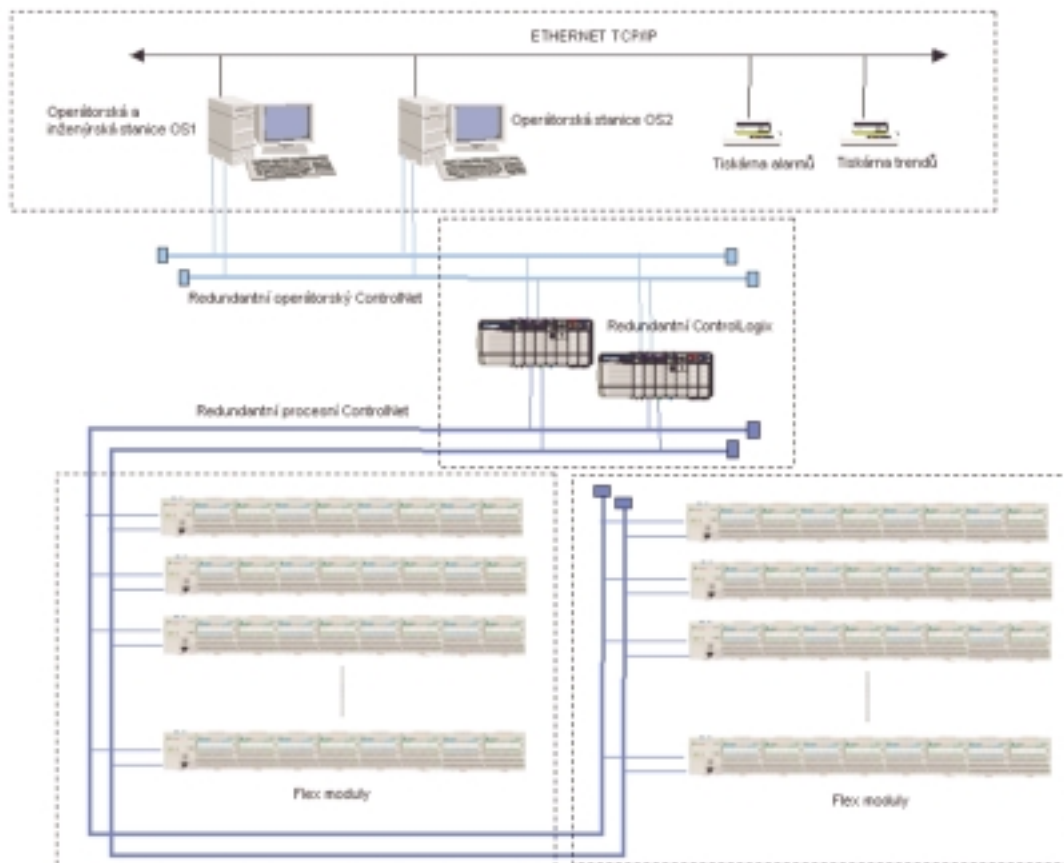 ETHERNET TCP/IP
Operátorská a
inženýrská stanice OS1
Operátorská stanice OS2
Tiskárna alarmů
Tiskárna trendů
Redundantní operátorský ControlNet
Redundantní ControlLogix
Redundantní procesní ControlNet
Flex moduly
Flex moduly